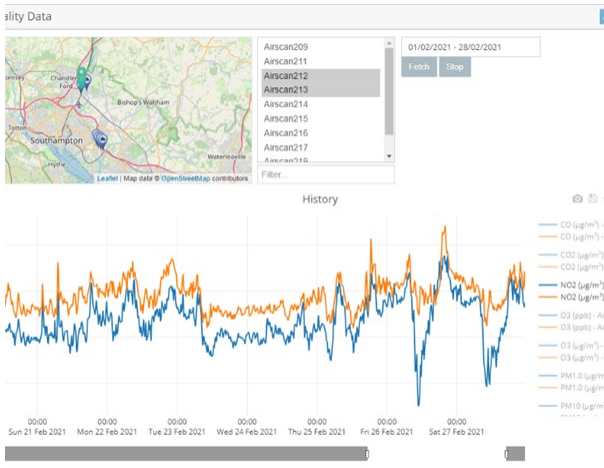 ality Data
Airscan209
Airscan211
Airscan212
Airscan213
Airscan214
Airscan215
Airscan216
Airscan217
Airscan219
Filter...
01/02/2021 - 28/02/2021
Fetch Stop
omsey
Chandler
Ford
Bishop's Waltham
Totton
Southampton
Hythe
Waterlooville
Leaflet | Map data © OpenStreetMap contributors
History
CO (µg/m³) -
CO (µg/m³) -
CO2 (µg/m³)
CO2 (µg/m³)
NO2 (µg/m³)
NO2 (µg/m³)
O3 (ppb) - Ai
O3 (ppb) - Ai
O3 (µg/m³) -
O3 (µg/m³) -
PM1.0 (µg/m
PM1.0 (µg/m
PM10 (µg/m
00:00 00:00 00:00 00:00 00:00 00:00 00:00
Sun 21 Feb 2021 Mon 22 Feb 2021 Tue 23 Feb 2021 Wed 24 Feb 2021 Thu 25 Feb 2021 Fri 26 Feb 2021 Sat 27 Feb 2021